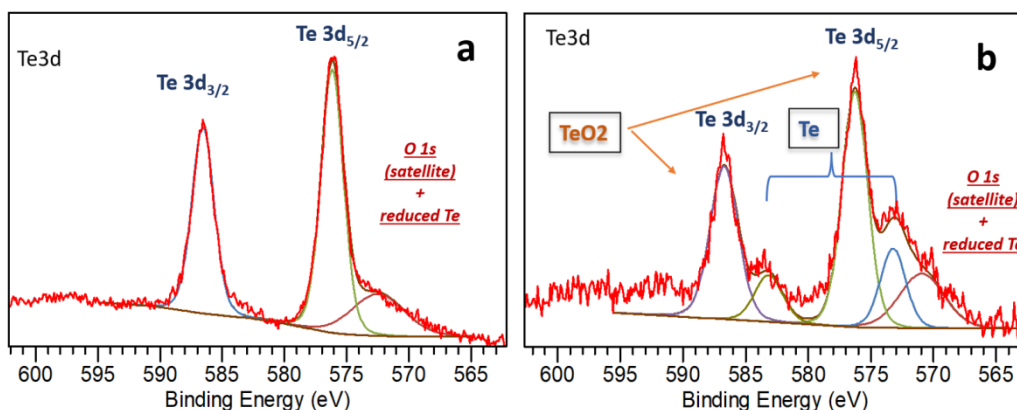 Te3d
Te 3d5/2
a
Te 3d3/2
O 1s
(satellite)
+
reduced Te
600 595 590 585 580 575 570 565
Binding Energy (eV)
Te3d
Te 3d5/2
b
TeO2
Te 3d3/2
Te
O 1s
(satellite)
+
reduced Te
600 595 590 585 580 575 570 565
Binding Energy (eV)